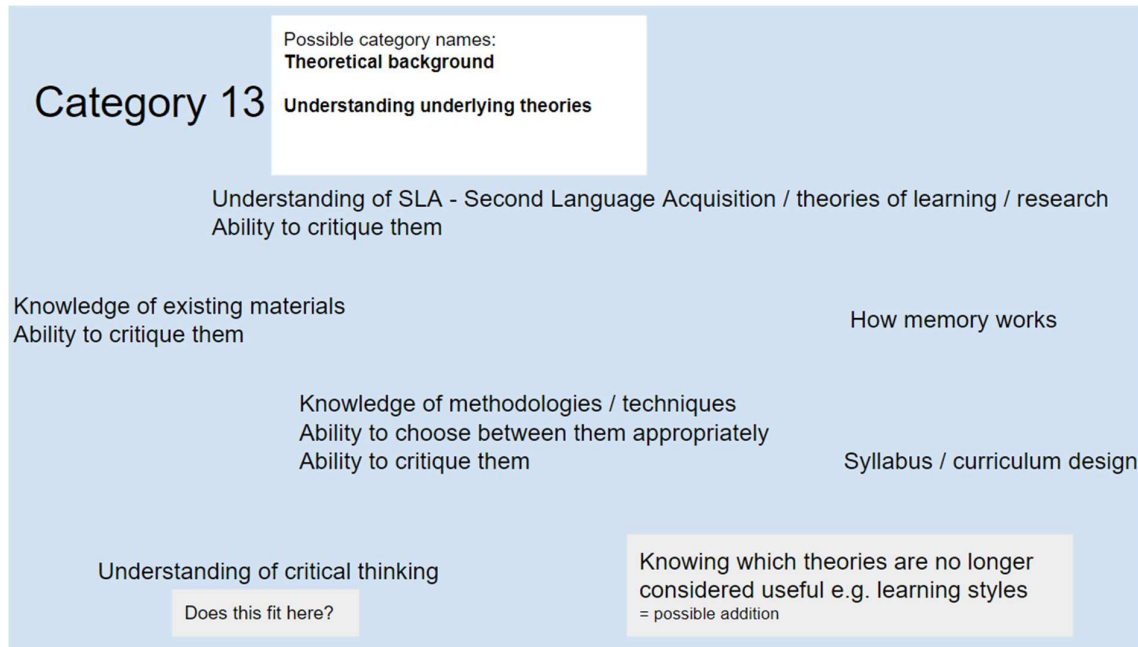 Possible category names:
Theoretical background
Category 13
Understanding underlying theories
Understanding of SLA - Second Language Acquisition / theories of learning / research
Ability to critique them
Knowledge of existing materials
Ability to critique them
How memory works
Knowledge of methodologies / techniques
Ability to choose between them appropriately
Ability to critique them
Syllabus / curriculum design
Understanding of critical thinking
Does this fit here?
Knowing which theories are no longer
considered useful e.g. learning styles
= possible addition